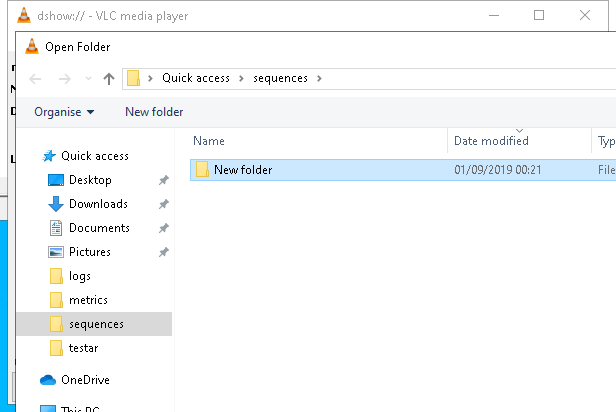 dshow:// - VLC media player
Open Folder
Quick access > sequences >
Organise New folder
Name Date modified Typ
New folder 01/09/2019 00:21 File
Quick access
Desktop
Downloads
Documents
Pictures
logs
metrics
sequences
testar
OneDrive
This PC